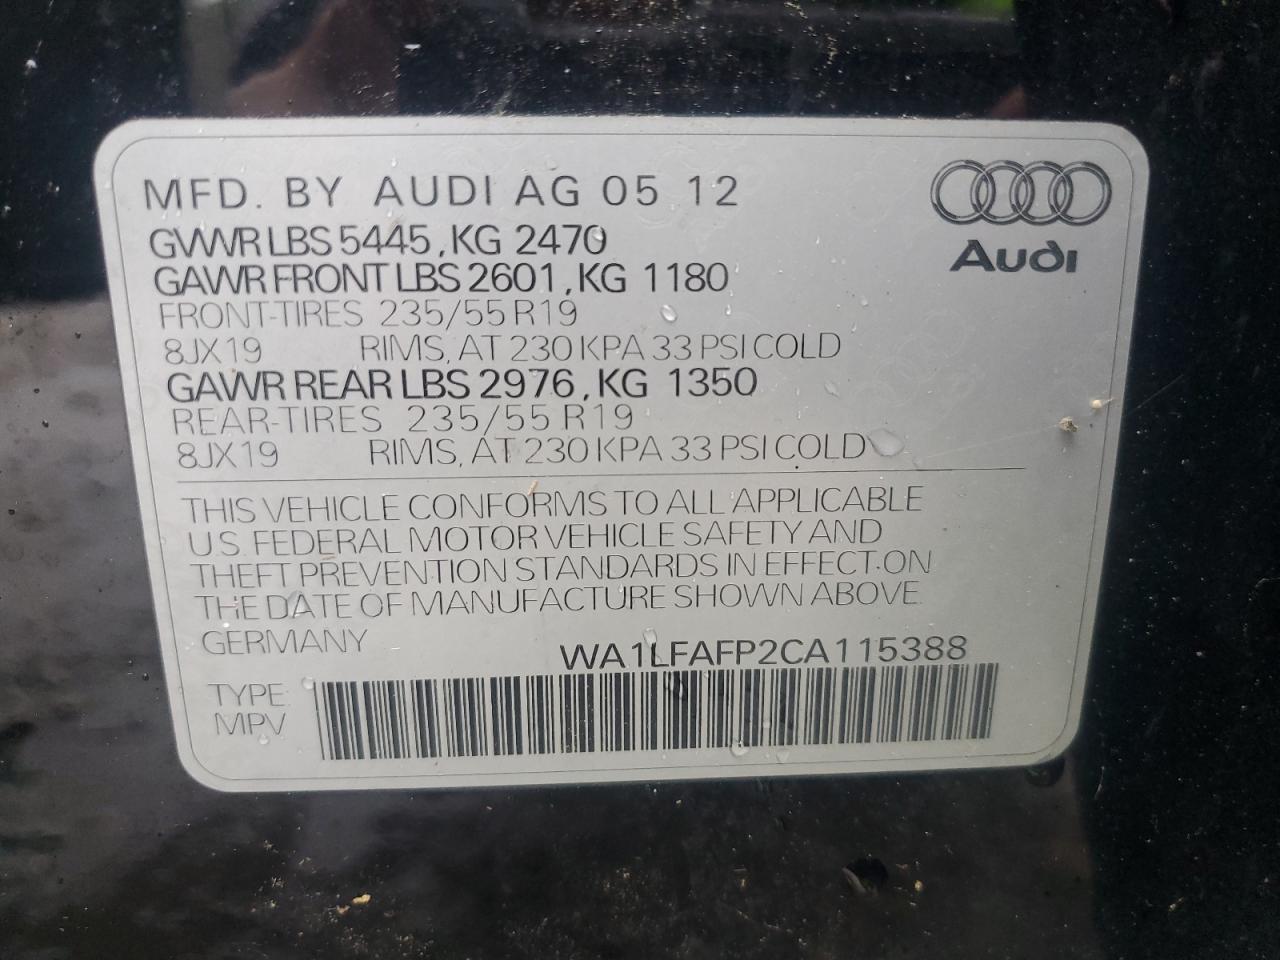 MFD. BY AUDI AG 05 12
Audi
GVWR LBS 5445, KG 2470
GAWR FRONT LBS 2601, KG 1180
FRONT-TIRES 235/55 R19
8JX19 RIMS, AT 230 KPA 33 PSI COLD
GAWR REAR LBS 2976, KG 1350
REAR-TIRES 235/55 R19
8JX19 RIMS, AT 230 KPA 33 PSI COLD
THIS VEHICLE CONFORMS TO ALL APPLICABLE
U.S. FEDERAL MOTOR VEHICLE SAFETY AND
THEFT PREVENTION STANDARDS IN EFFECT ON
THE DATE OF MANUFACTURE SHOWN ABOVE.
GERMANY WA1LFAFP2CA115388
TYPE:
MPV